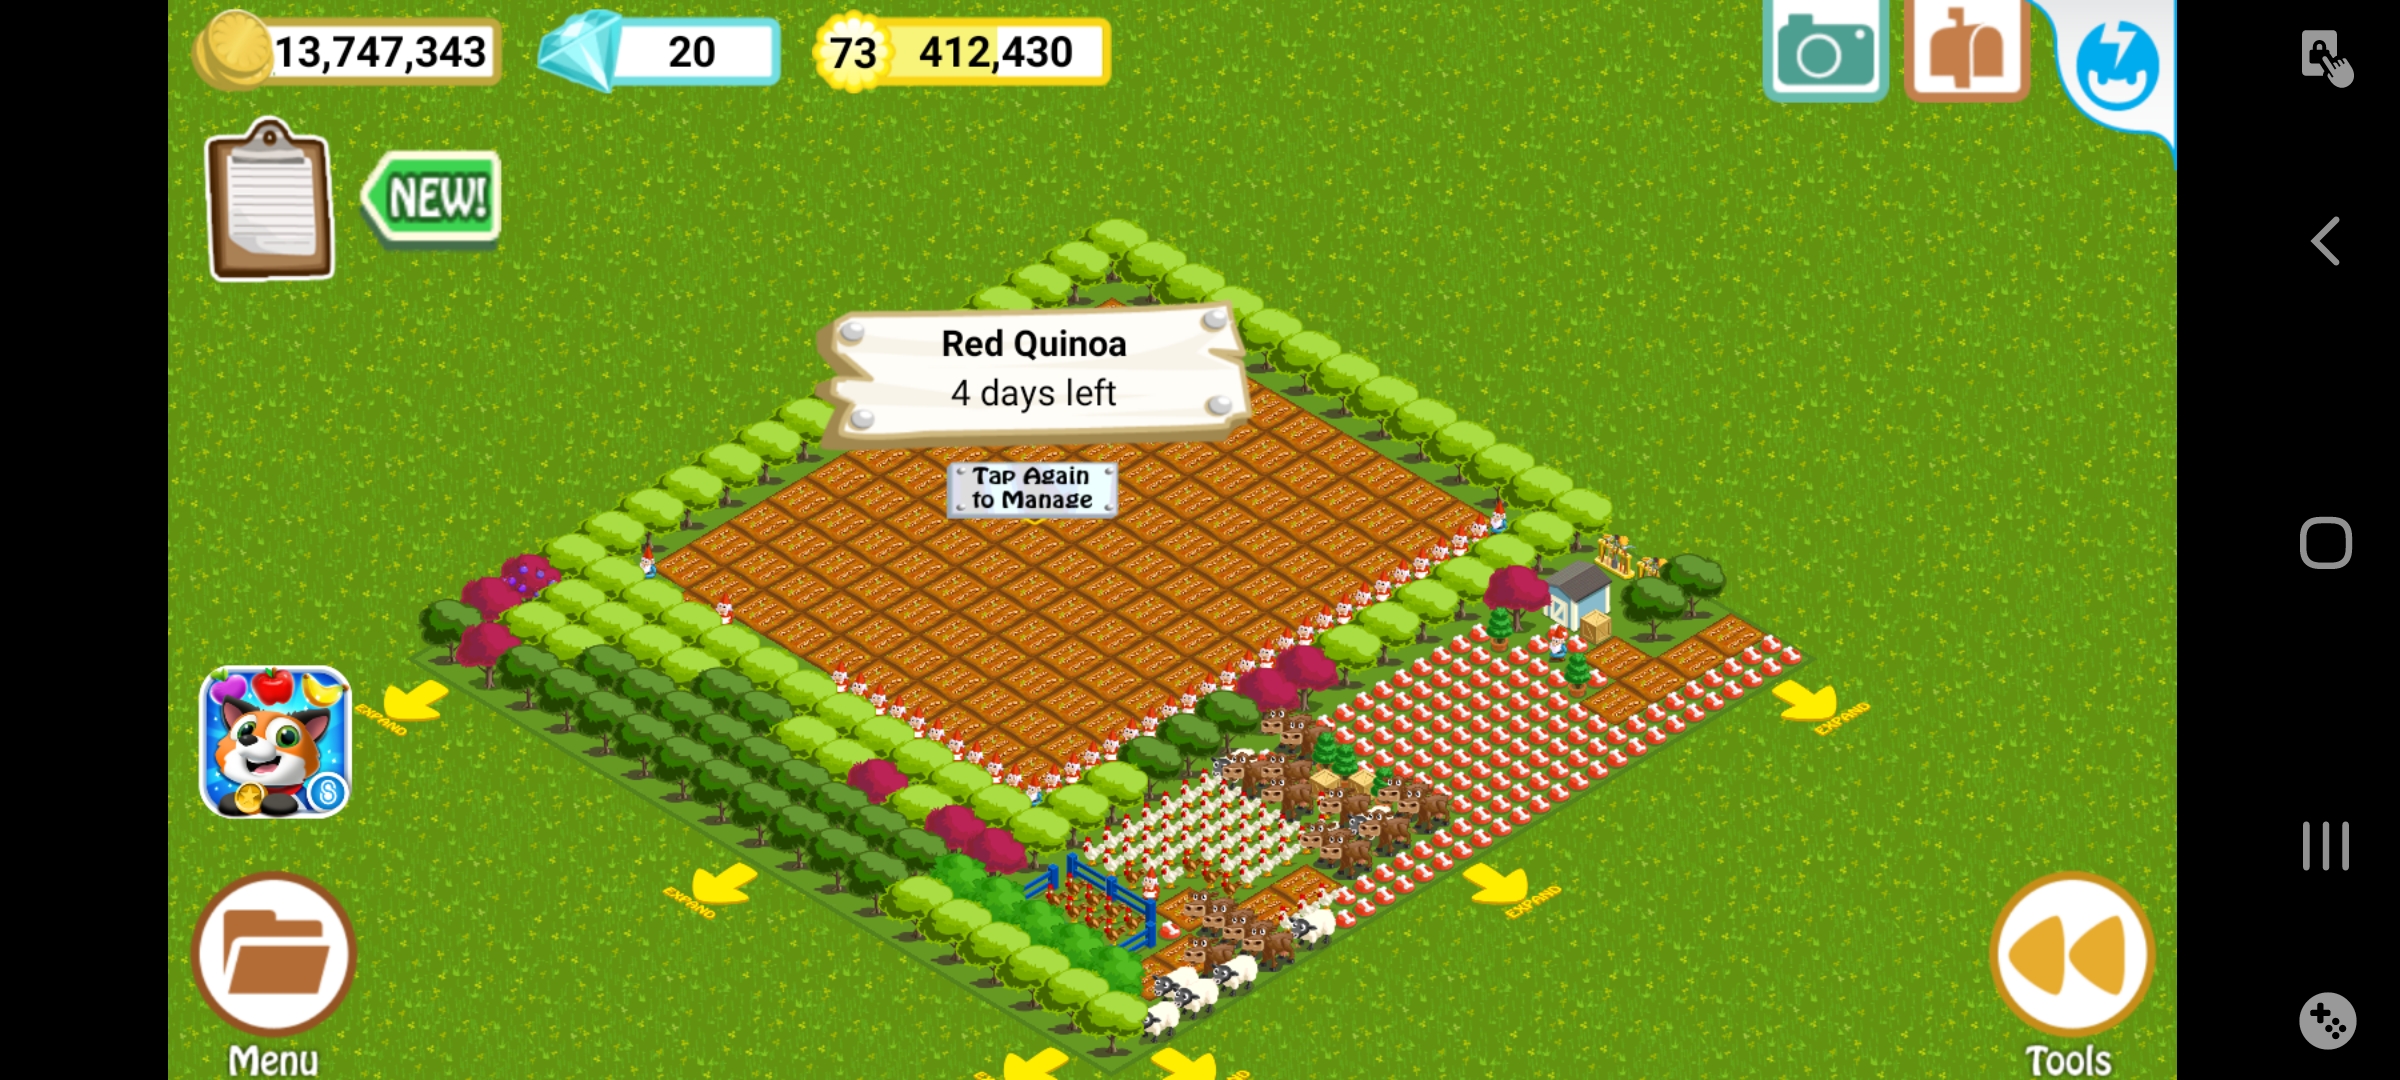 13,747,343
20
73
412,430
NEW!
Red Quinoa
4 days left
Tap Again
to Manage
EXPAND
EXPAND
EXPAND
EXPAND
Menu
Tools